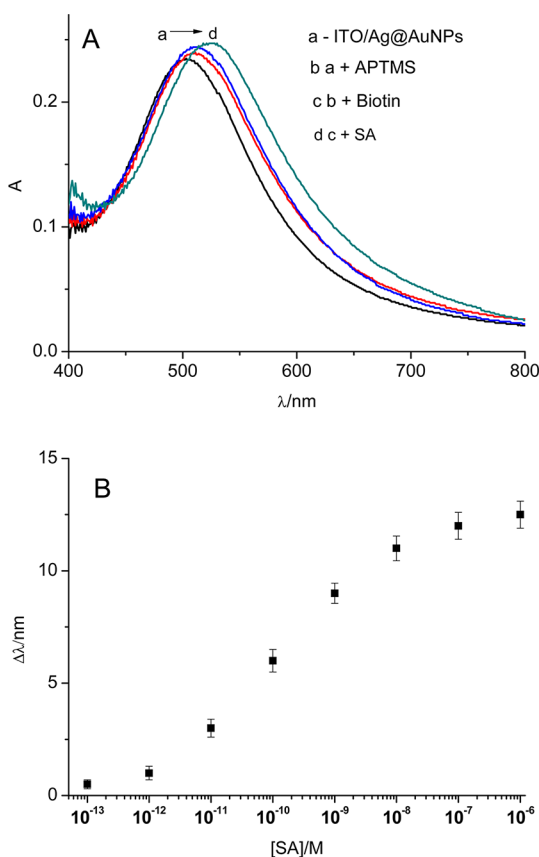 A
a d
a - ITO/Ag@AuNPs
b a + APTMS
c b + Biotin
d c + SA
0.2
0.1
0.0
A
400 500 600 700 800
λ/nm
B
15
10
5
0
Δλ/nm
10-13 10-12 10-11 10-10 10-9 10-8 10-7 10-6
[SA]/M